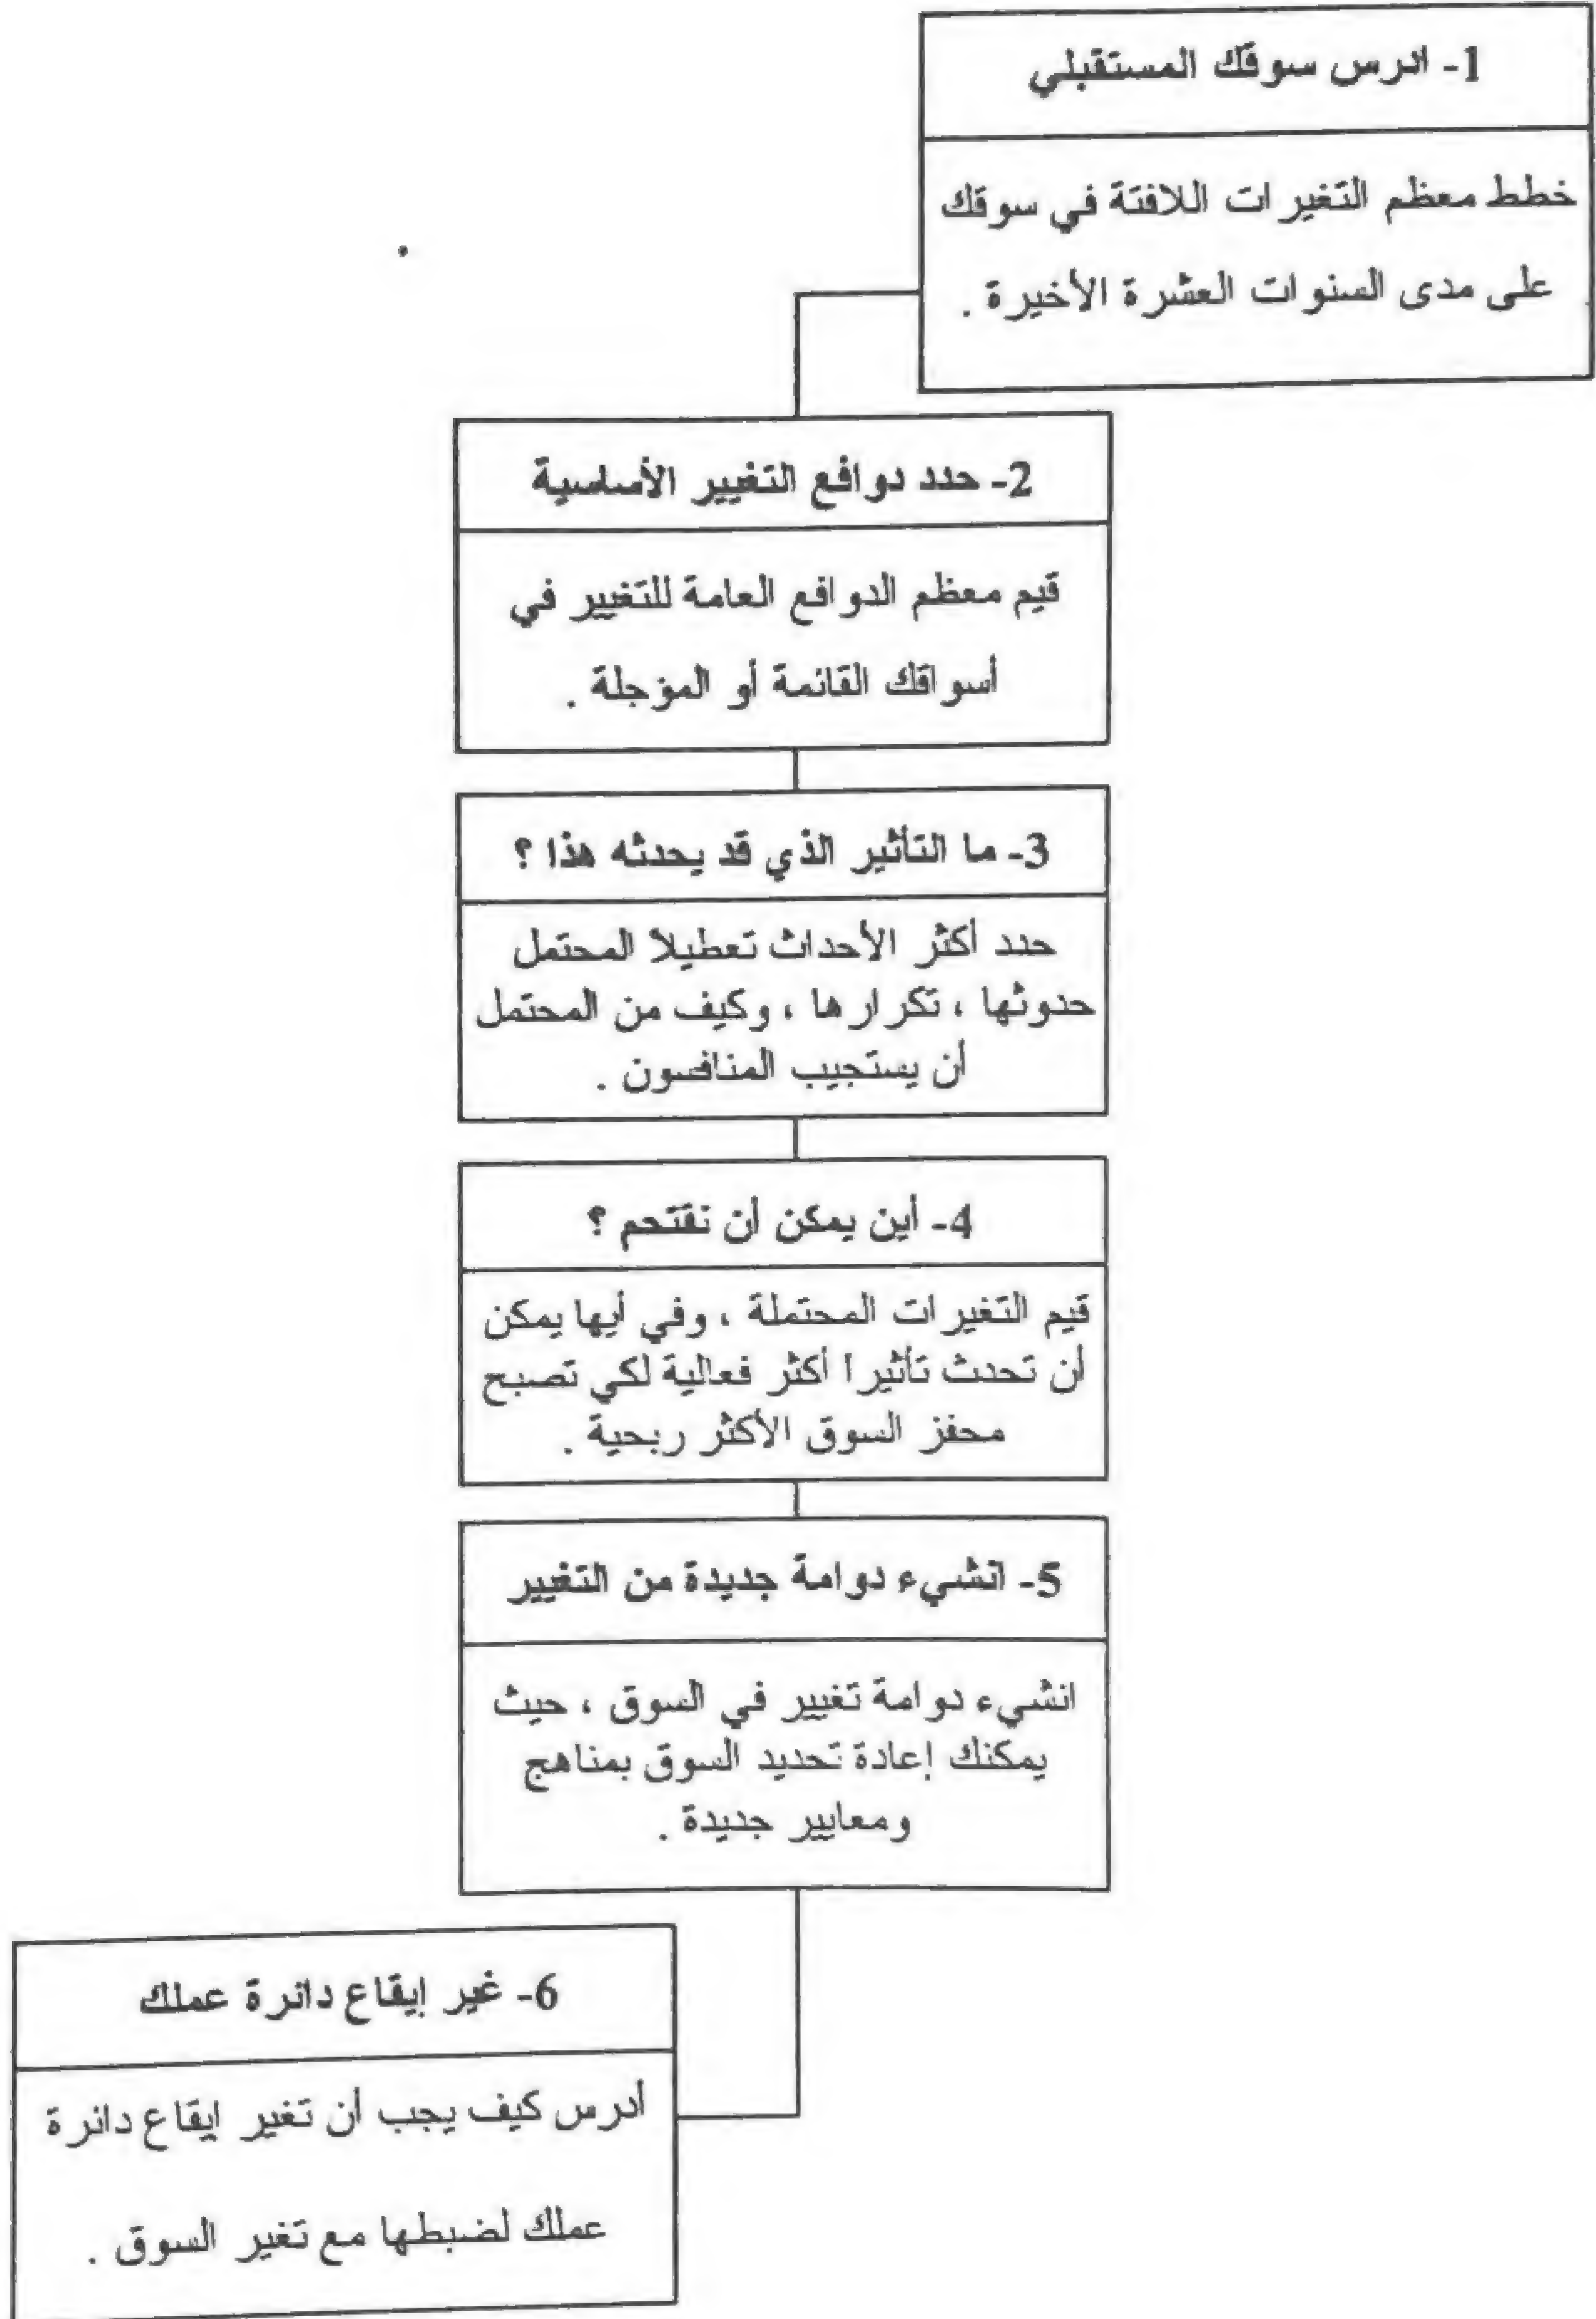 1- ادرس سوقك المستقبلي
خطط معظم التغيرات اللافتة في سوقك
على مدى السنوات العشرة الأخيرة .
2- حدد دوافع التغيير الأساسية
قيم معظم الدوافع العامة للتغيير في
أسواقك القائمة أو المؤجلة .
3- ما التأثير الذي قد يحدثه هذا ؟
حدد أكثر الأحداث تعطيلا المحتمل
حدوثها ، تكرارها ، وكيف من المحتمل
أن يستجيب المنافسون .
4- أين يمكن أن نقتحم ؟
قيم التغيرات المحتملة ، وفي أيها يمكن
أن تحدث تأثيرا أكثر فعالية لكي تصبح
محفز السوق الأكثر ربحية .
5- انشيء دوامة جديدة من التغيير
انشيء دوامة تغيير في السوق ، حيث
يمكنك إعادة تحديد السوق بمناهج
ومعايير جديدة .
6- غير إيقاع دائرة عملك
أدرس كيف يجب أن تغير ايقاع دائرة
عملك لضبطها مع تغير السوق .